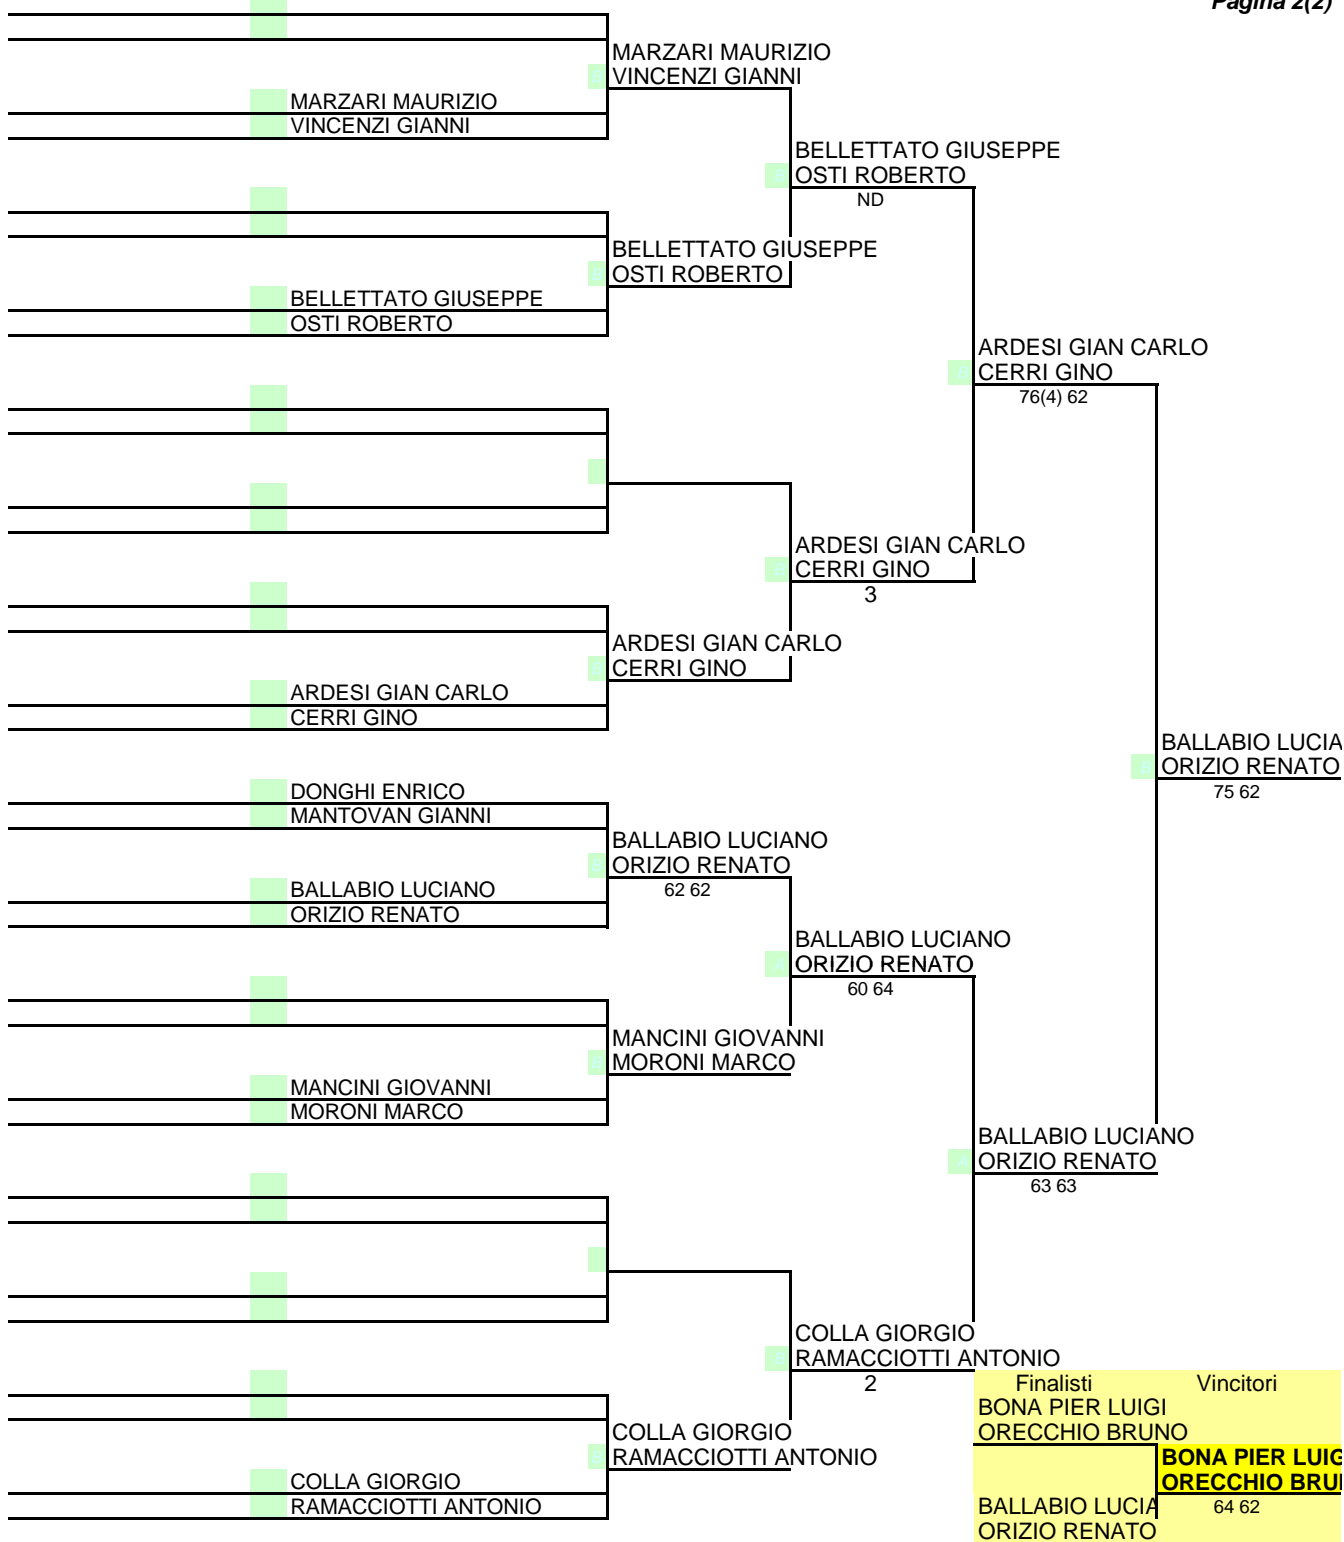 Pagina 2(2)
MARZARI MAURIZIO
VINCENZI GIANNI
MARZARI MAURIZIO
VINCENZI GIANNI
BELLETTATO GIUSEPPE
OSTI ROBERTO
ND
BELLETTATO GIUSEPPE
OSTI ROBERTO
BELLETTATO GIUSEPPE
OSTI ROBERTO
ARDESI GIAN CARLO
CERRI GINO
76(4) 62
ARDESI GIAN CARLO
CERRI GINO
3
ARDESI GIAN CARLO
CERRI GINO
ARDESI GIAN CARLO
CERRI GINO
BALLABIO LUCIA
ORIZIO RENATO
75 62
DONGHI ENRICO
MANTOVAN GIANNI
BALLABIO LUCIANO
ORIZIO RENATO
62 62
BALLABIO LUCIANO
ORIZIO RENATO
BALLABIO LUCIANO
ORIZIO RENATO
60 64
MANCINI GIOVANNI
MORONI MARCO
MANCINI GIOVANNI
MORONI MARCO
BALLABIO LUCIANO
ORIZIO RENATO
63 63
COLLA GIORGIO
RAMACCIOTTI ANTONIO
2
Finalisti Vincitori
BONA PIER LUIGI
ORECCHIO BRUNO
COLLA GIORGIO
RAMACCIOTTI ANTONIO
BONA PIER LUIG
ORECCHIO BRU
64 62
COLLA GIORGIO
RAMACCIOTTI ANTONIO
BALLABIO LUCIA
ORIZIO RENATO